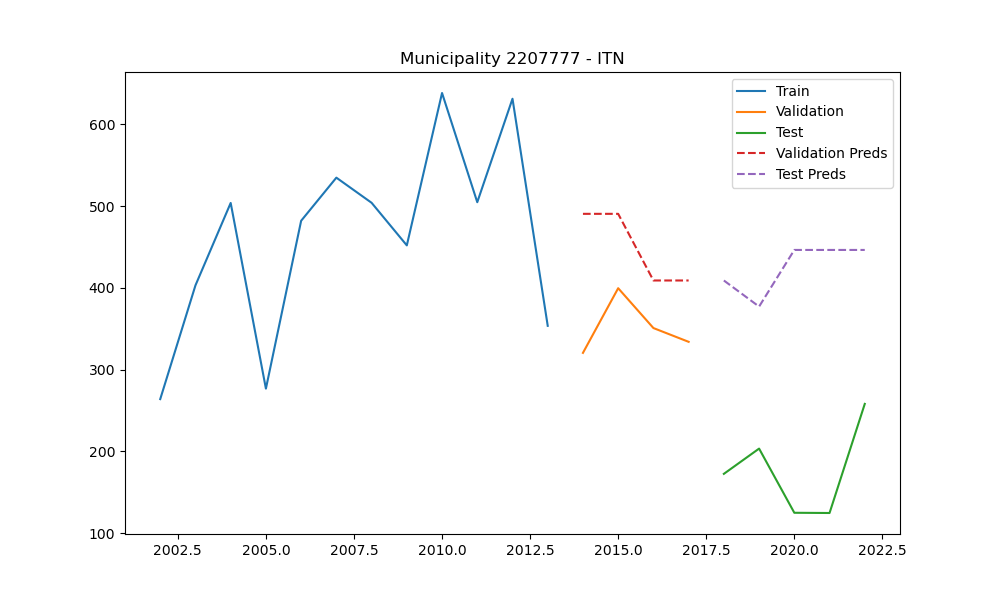 Municipality 2207777 - ITN
Train
Validation
Test
Validation Preds
Test Preds
600
500
400
300
200
100
2002.5 2005.0 2007.5 2010.0 2012.5 2015.0 2017.5 2020.0 2022.5